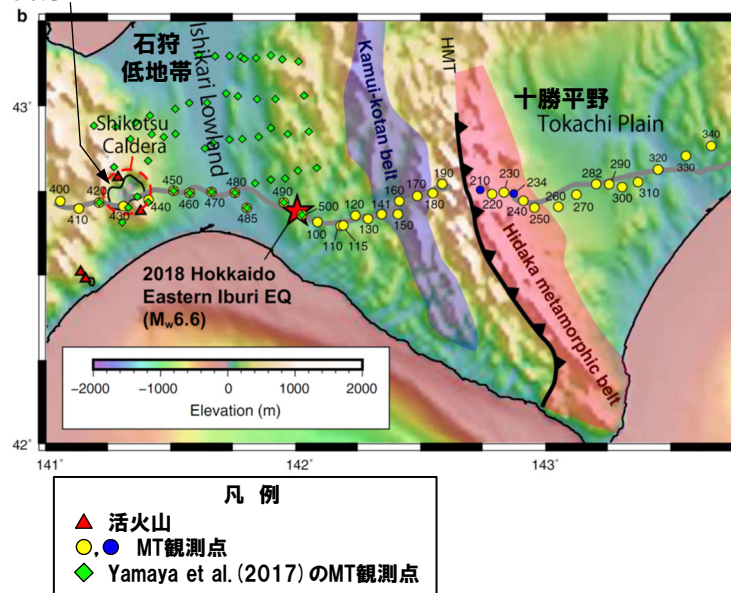 b
石狩
低地帯
Ishikari Lowland
Kamui-kotan belt
HMT
十勝平野
Tokachi Plain
Shikotsu
Caldera
43°
340
330
320
310
290
282
270
260
250
240
234
230
220
210
190
180
160
150
141
130
120
115
110
100
500
490
485
480
470
460
450
440
430
420
410
400
2018 Hokkaido
Eastern Iburi EQ
(Mw6.6)
Hidaka metamorphic belt
−2000 −1000 0 1000 2000
Elevation (m)
42°
141° 142° 143°
凡 例
活火山
, MT観測点
Yamaya et al.(2017)のMT観測点